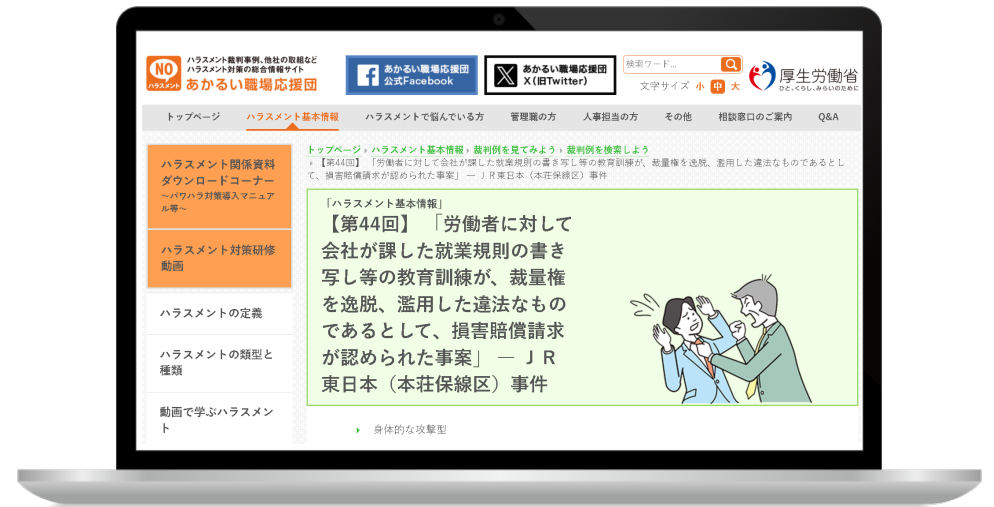 NO
ハラスメント
ハラスメント裁判事例、他社の取組など
ハラスメント対策の総合情報サイト
あかるい職場応援団
あかるい職場応援団
公式Facebook
あかるい職場応援団
X(旧Twitter)
検索ワード...
文字サイズ 小 中 大
厚生労働省
ひと、くらし、みらいのために
トップページ ハラスメント基本情報 ハラスメントで悩んでいる方 管理職の方 人事担当の方 その他 相談窓口のご案内 Q&A
ハラスメント関係資料
ダウンロードコーナー
～パワハラ対策導入マニュア
ル等～
ハラスメント対策研修
動画
ハラスメントの定義
ハラスメントの類型と
種類
動画で学ぶハラスメン
ト
トップページ › ハラスメント基本情報 › 裁判例を見てみよう › 裁判例を検索しよう
› 【第44回】 「労働者に対して会社が課した就業規則の書き写し等の教育訓練が、裁量権を逸脱、濫用した違法なものであるとし
て、損害賠償請求が認められた事案」 ― ＪＲ東日本（本荘保線区）事件
「ハラスメント基本情報」
【第44回】 「労働者に対して
会社が課した就業規則の書き
写し等の教育訓練が、裁量権
を逸脱、濫用した違法なもの
であるとして、損害賠償請求
が認められた事案」 ― ＪＲ
東日本（本荘保線区）事件
身体的な攻撃型